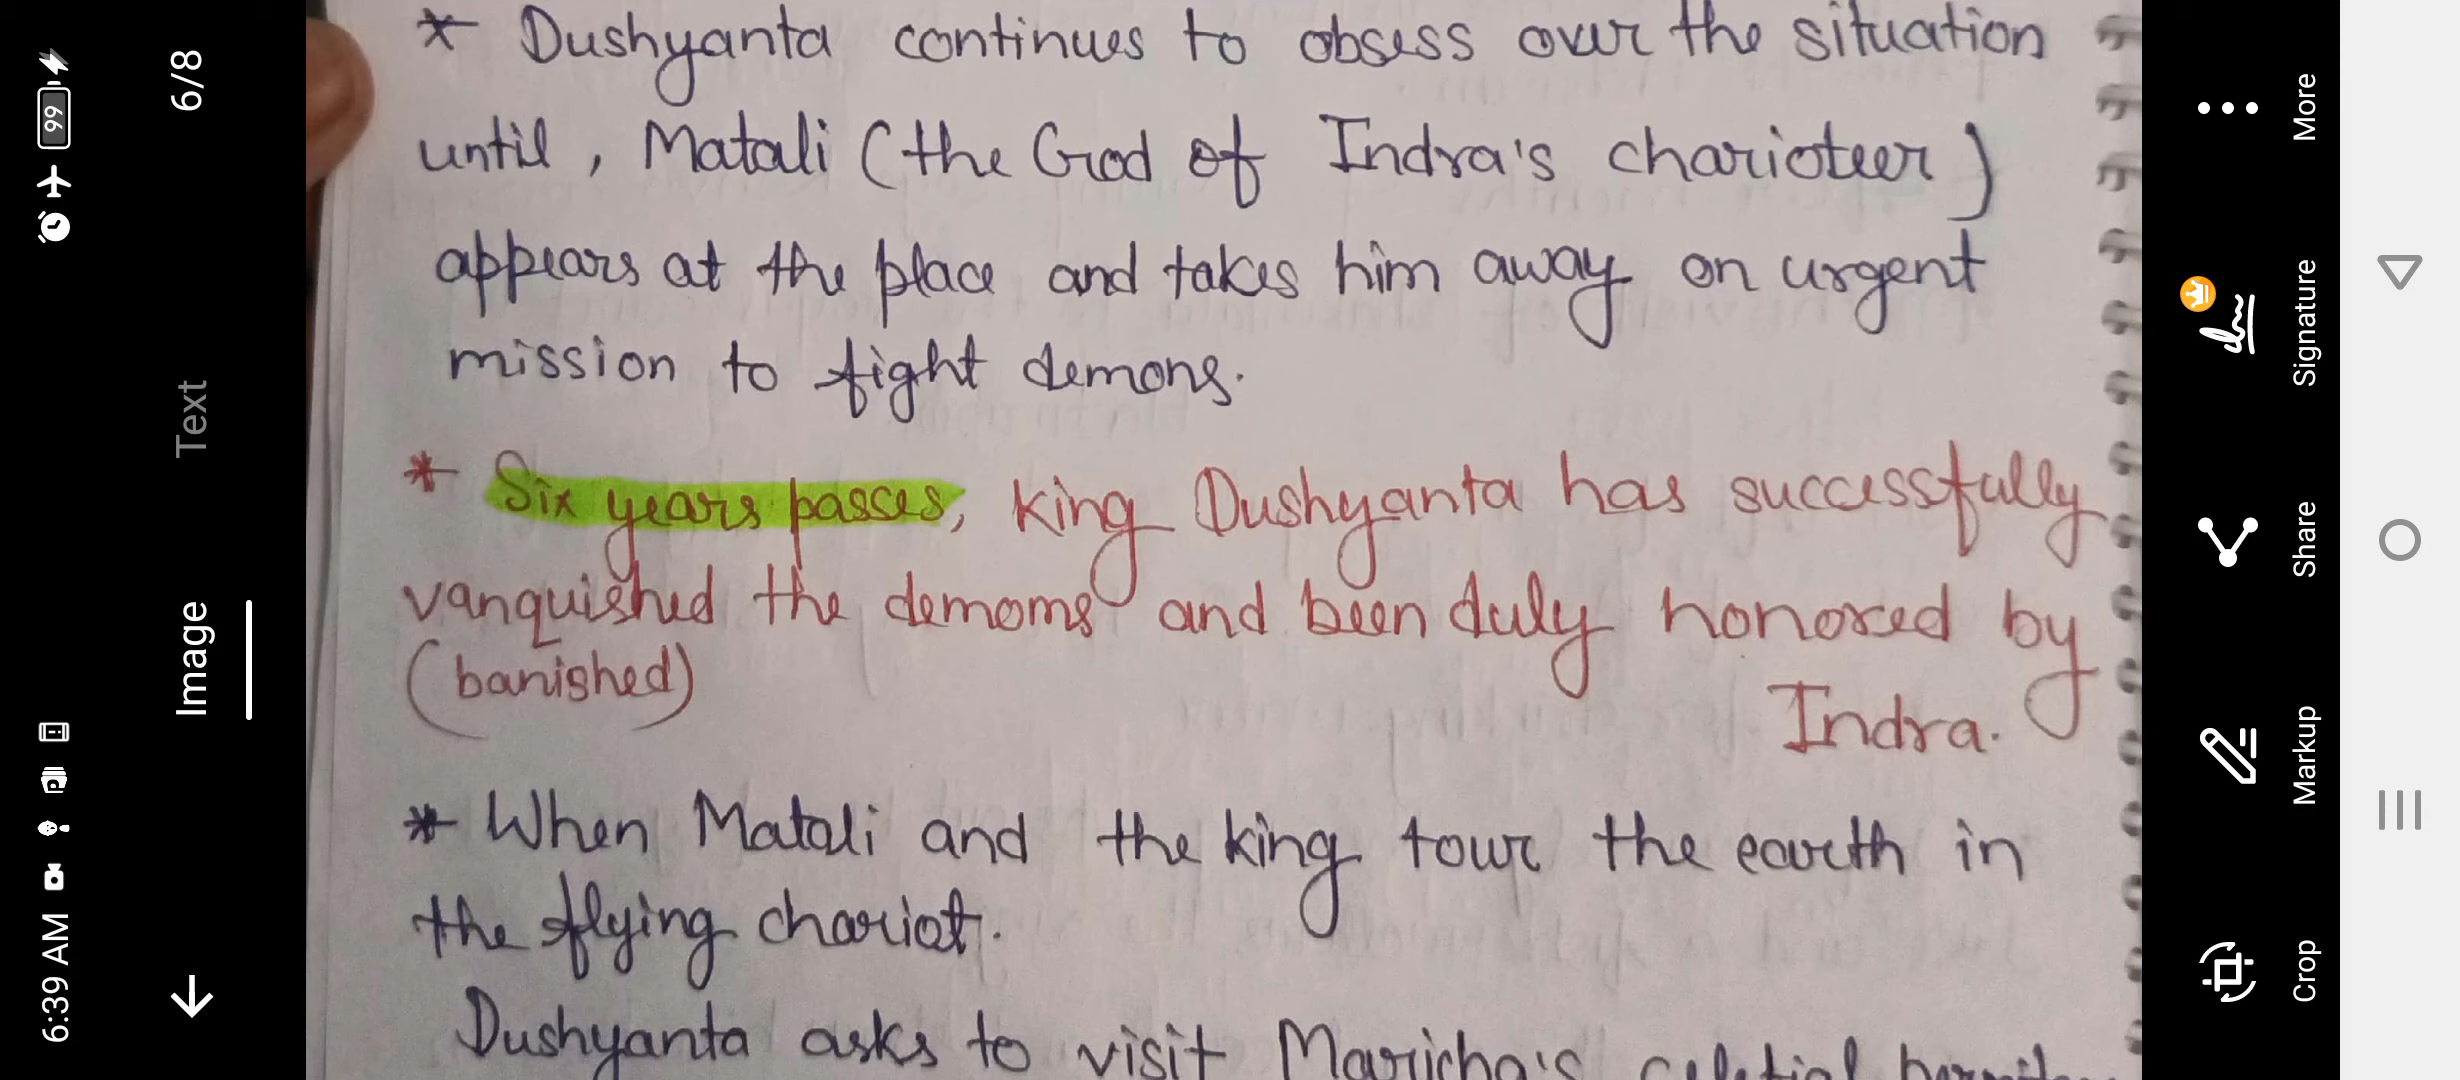 * Dushyanta continues to obsess over the situation
until, Matali (the God of Indra's charioteer)
appears at the place and takes him away on urgent
mission to fight demons.
* Six years passes, king Dushyanta has successfully
vanquished the demoms and been duly honored by
(banished)
Indra.
* When Matali and the king tour the earth in
the flying chariot.
Dushyanta asks to visit Maricha's
6:39 AM
99
Image
Text
6/8
Crop
Markup
Share
Signature
More